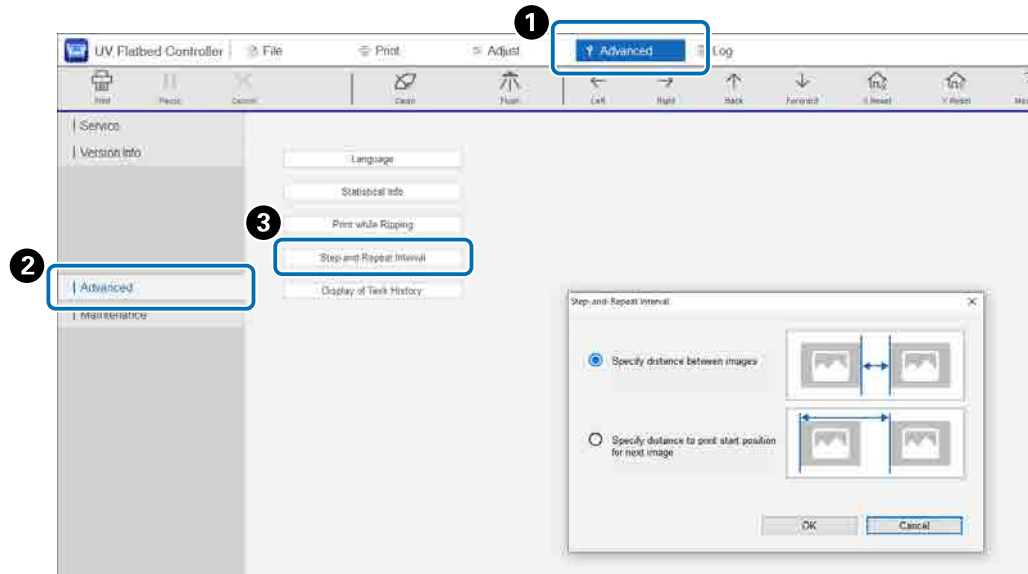 1
UV Flatbed Controller File Print Adjust Advanced Log
Print Pause Cancel Clean Flush Left Right Back Forward X Reset Y Reset
Service
Version Info
Language
Statistical Info
3
Print while Ripping
2
Step-and-Repeat Interval
Advanced
Display of Task History
Maintenance
Step-and-Repeat Interval
Specify distance between images
Specify distance to print start position
for next image
OK Cancel